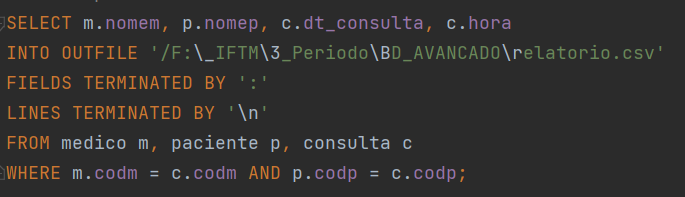 SELECT m.nomem, p.nomep, c.dt_consulta, c.hora
INTO OUTFILE '/F:\_IFTM\3_Periodo\BD_AVANCADO\relatorio.csv'
FIELDS TERMINATED BY ':'
LINES TERMINATED BY '\n'
FROM medico m, paciente p, consulta c
WHERE m.codm = c.codm AND p.codp = c.codp;